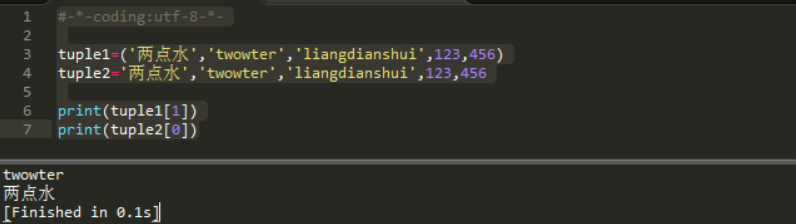 1 #-*-coding:utf-8-*-
2
3 tuple1=('两点水','twowter','liangdianshui',123,456)
4 tuple2='两点水','twowter','liangdianshui',123,456
5
6 print(tuple1[1])
7 print(tuple2[0])
twowter
两点水
[Finished in 0.1s]